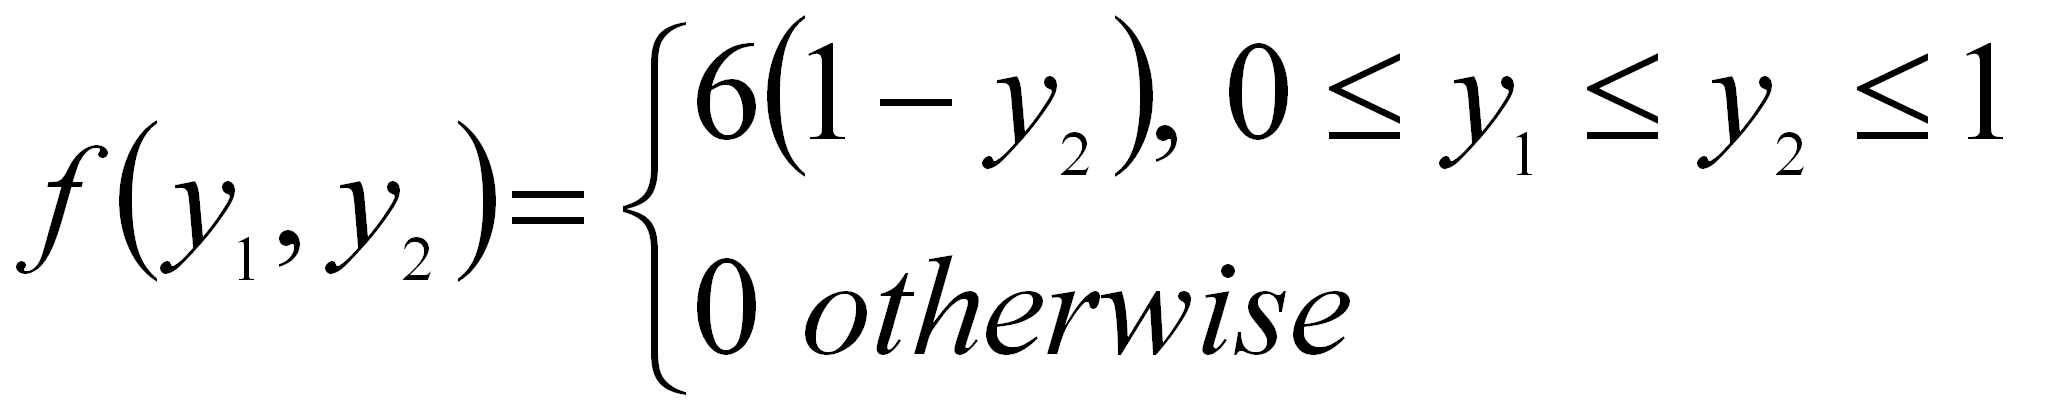 f(y₁, y₂) = { 6(1 − y₂), 0 ≤ y₁ ≤ y₂ ≤ 1
0 otherwise